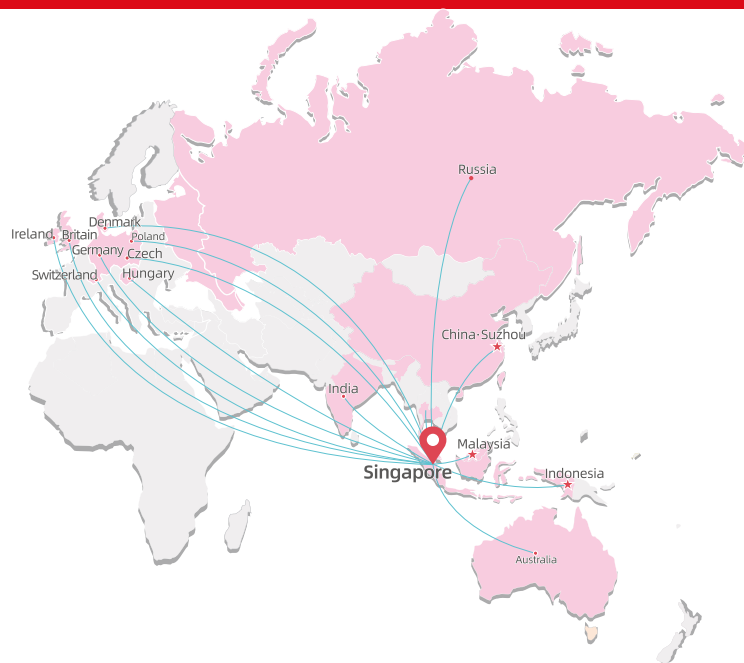 Russia
Denmark
Ireland
Britain
Poland
Germany
Czech
Switzerland
Hungary
China·Suzhou
India
Malaysia
Singapore
Indonesia
Australia